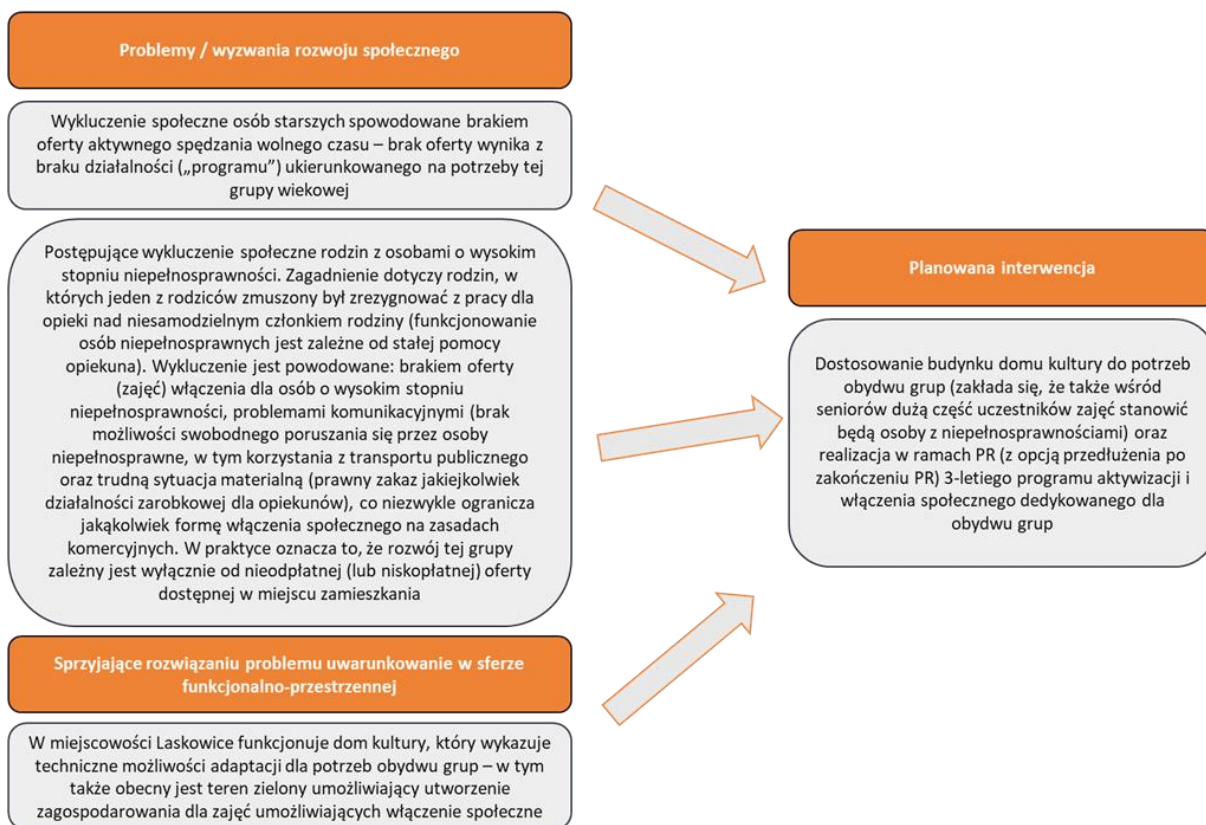 Problemy / wyzwania rozwoju społecznego
Wykluczenie społeczne osób starszych spowodowane brakiem
oferty aktywnego spędzania wolnego czasu – brak oferty wynika z
braku działalności („programu”) ukierunkowanego na potrzeby tej
grupy wiekowej
Postępujące wykluczenie społeczne rodzin z osobami o wysokim
stopniu niepełnosprawności. Zagadnienie dotyczy rodzin, w
których jeden z rodziców zmuszony był zrezygnować z pracy dla
opieki nad niesamodzielnym członkiem rodziny (funkcjonowanie
osób niepełnosprawnych jest zależne od stałej pomocy
opiekuna). Wykluczenie jest powodowane: brakiem oferty
(zajęć) włączenia dla osób o wysokim stopniu
niepełnosprawności, problemami komunikacyjnymi (brak
możliwości swobodnego poruszania się przez osoby
niepełnosprawne, w tym korzystania z transportu publicznego
oraz trudną sytuacja materialną (prawny zakaz jakiejkolwiek
działalności zarobkowej dla opiekunów), co niezwykle ogranicza
jakąkolwiek formę włączenia społecznego na zasadach
komercyjnych. W praktyce oznacza to, że rozwój tej grupy
zależny jest wyłącznie od nieodpłatnej (lub niskopłatnej) oferty
dostępnej w miejscu zamieszkania
Sprzyjające rozwiązaniu problemu uwarunkowanie w sferze
funkcjonalno-przestrzennej
W miejscowości Laskowice funkcjonuje dom kultury, który wykazuje
techniczne możliwości adaptacji dla potrzeb obydwu grup – w tym
także obecny jest teren zielony umożliwiający utworzenie
zagospodarowania dla zajęć umożliwiających włączenie społeczne
Planowana interwencja
Dostosowanie budynku domu kultury do potrzeb
obydwu grup (zakłada się, że także wśród
seniorów dużą część uczestników zajęć stanowić
będą osoby z niepełnosprawnościami) oraz
realizacja w ramach PR (z opcją przedłużenia po
zakończeniu PR) 3-letiego programu aktywizacji i
włączenia społecznego dedykowanego dla
obydwu grup